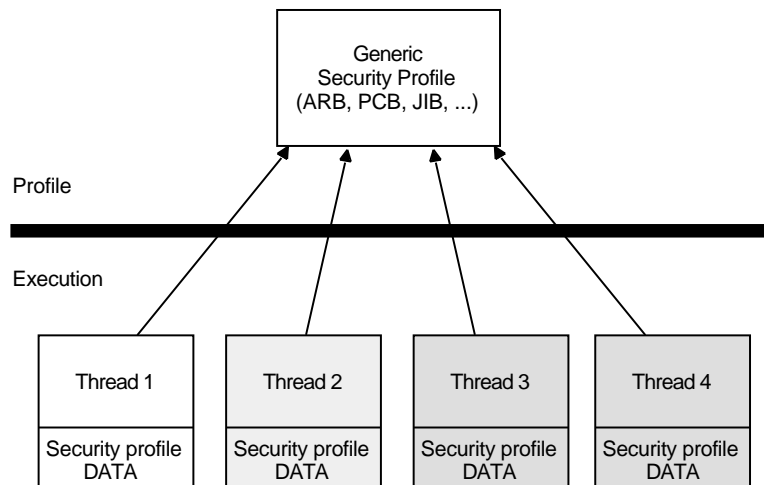 Generic
Security Profile
(ARB, PCB, JIB, ...)
Profile
Execution
Thread 1
Thread 2
Thread 3
Thread 4
Security profile
DATA
Security profile
DATA
Security profile
DATA
Security profile
DATA